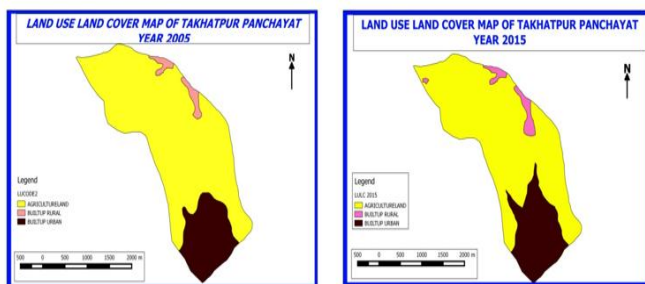 LAND USE LAND COVER MAP OF TAKHATPUR PANCHAYAT
YEAR 2005
N
Legend
LUCODE2
AGRICULTURELAND
BUILTUP RURAL
BUILTUP URBAN
500 0 500 1000 1500 2000 m
LAND USE LAND COVER MAP OF TAKHATPUR PANCHAYAT
YEAR 2015
N
Legend
LULC 2015
AGRICULTURELAND
BUILTUP RURAL
BUILTUP URBAN
500 0 500 1000 1500 2000 m